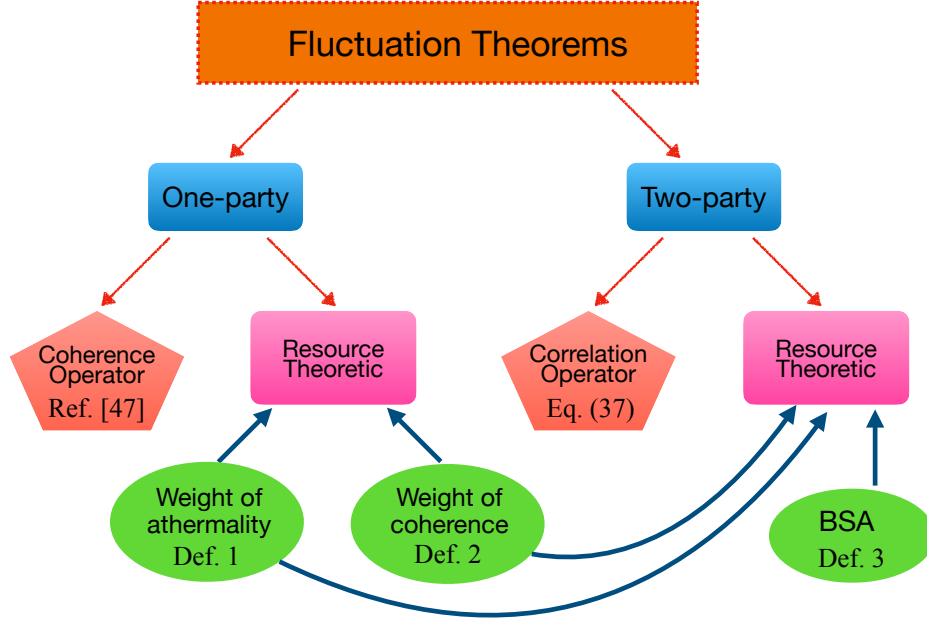 Fluctuation Theorems
One-party
Two-party
Coherence
Operator
Ref. [47]
Resource
Theoretic
Correlation
Operator
Eq. (37)
Resource
Theoretic
Weight of
athermality
Def. 1
Weight of
coherence
Def. 2
BSA
Def. 3